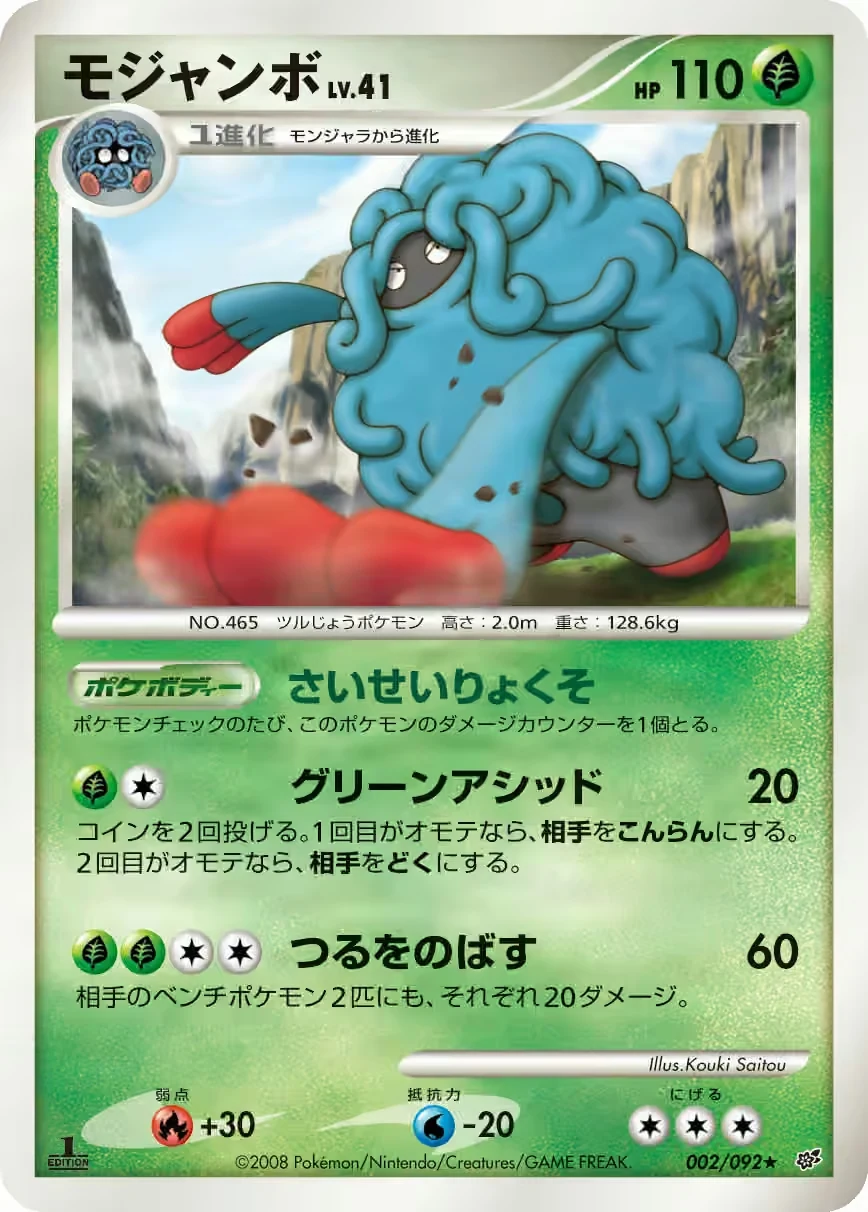 モジャンボ LV.41 HP 110
1進化 モンジャラから進化
NO.465 ツルじょうポケモン 高さ：2.0m 重さ：128.6kg
ポケボディー さいせいりょくそ
ポケモンチェックのたび、このポケモンのダメージカウンターを1個とる。
グリーンアシッド 20
コインを2回投げる。1回目がオモテなら、相手をこんらんにする。
2回目がオモテなら、相手をどくにする。
つるをのばす 60
相手のベンチポケモン2匹にも、それぞれ20ダメージ。
Illus.Kouki Saitou
弱点 抵抗力 にげる
+30 -20
1 EDITION ©2008 Pokémon/Nintendo/Creatures/GAME FREAK. 002/092★